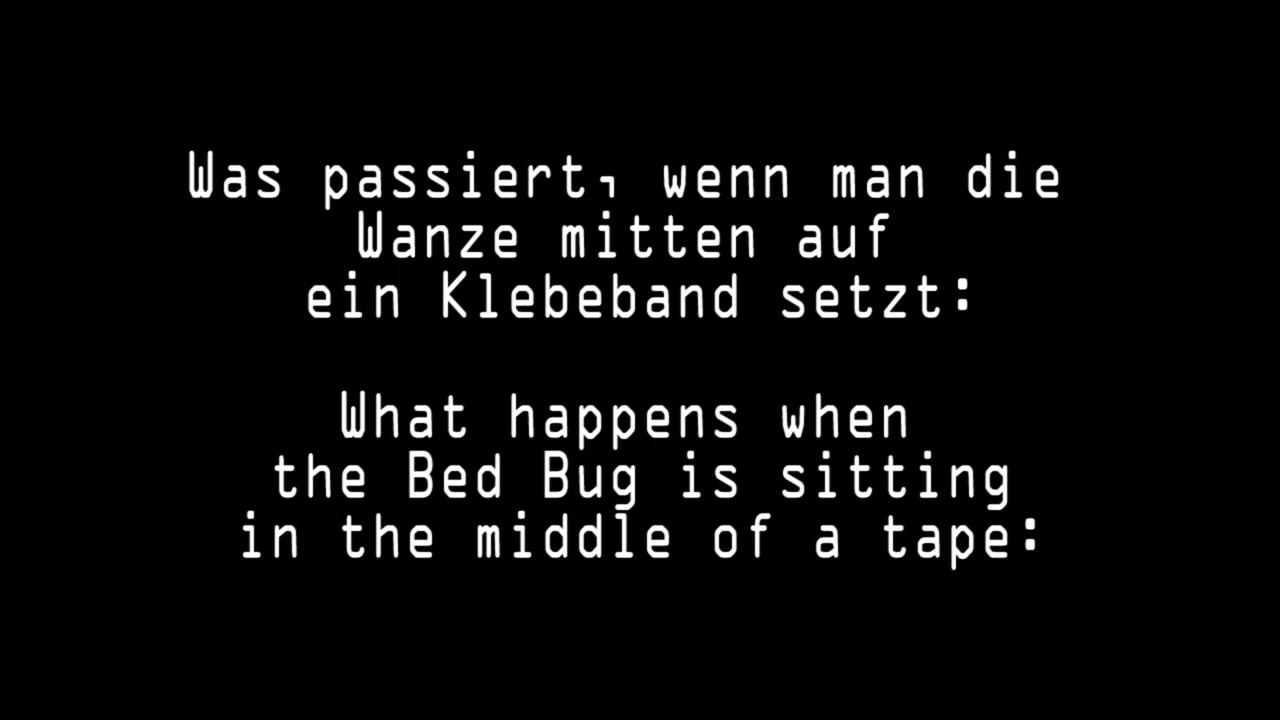 Was passiert, wenn man die
Wanze mitten auf
ein Klebeband setzt:
What happens when
the Bed Bug is sitting
in the middle of a tape: